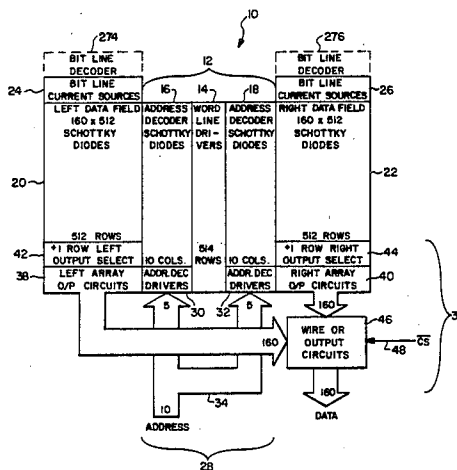 10
274
276
BIT LINE
DECODER
12
BIT LINE
DECODER
24
BIT LINE
CURRENT SOURCES
16
14
18
BIT LINE
CURRENT SOURCES
26
LEFT DATA FIELD
160 x 512
SCHOTTKY
DIODES
ADDRESS
DECODER
SCHOTTKY
DIODES
WORD
LINE
DRI-
VERS
ADDRESS
DECODER
SCHOTTKY
DIODES
RIGHT DATA FIELD
160 x 512
SCHOTTKY
DIODES
20
22
512 ROWS
514
ROWS
512 ROWS
42
+1 ROW LEFT
OUTPUT SELECT
10 COLS.
10 COLS.
+1 ROW RIGHT
OUTPUT SELECT
44
38
LEFT ARRAY
O/P CIRCUITS
ADDR.DEC
DRIVERS
ADDR.DEC
DRIVERS
RIGHT ARRAY
O/P CIRCUITS
40
5
30
32
5
160
46
3
160
WIRE OR
OUTPUT
CIRCUITS
CS
48
34
10
160
ADDRESS
DATA
28